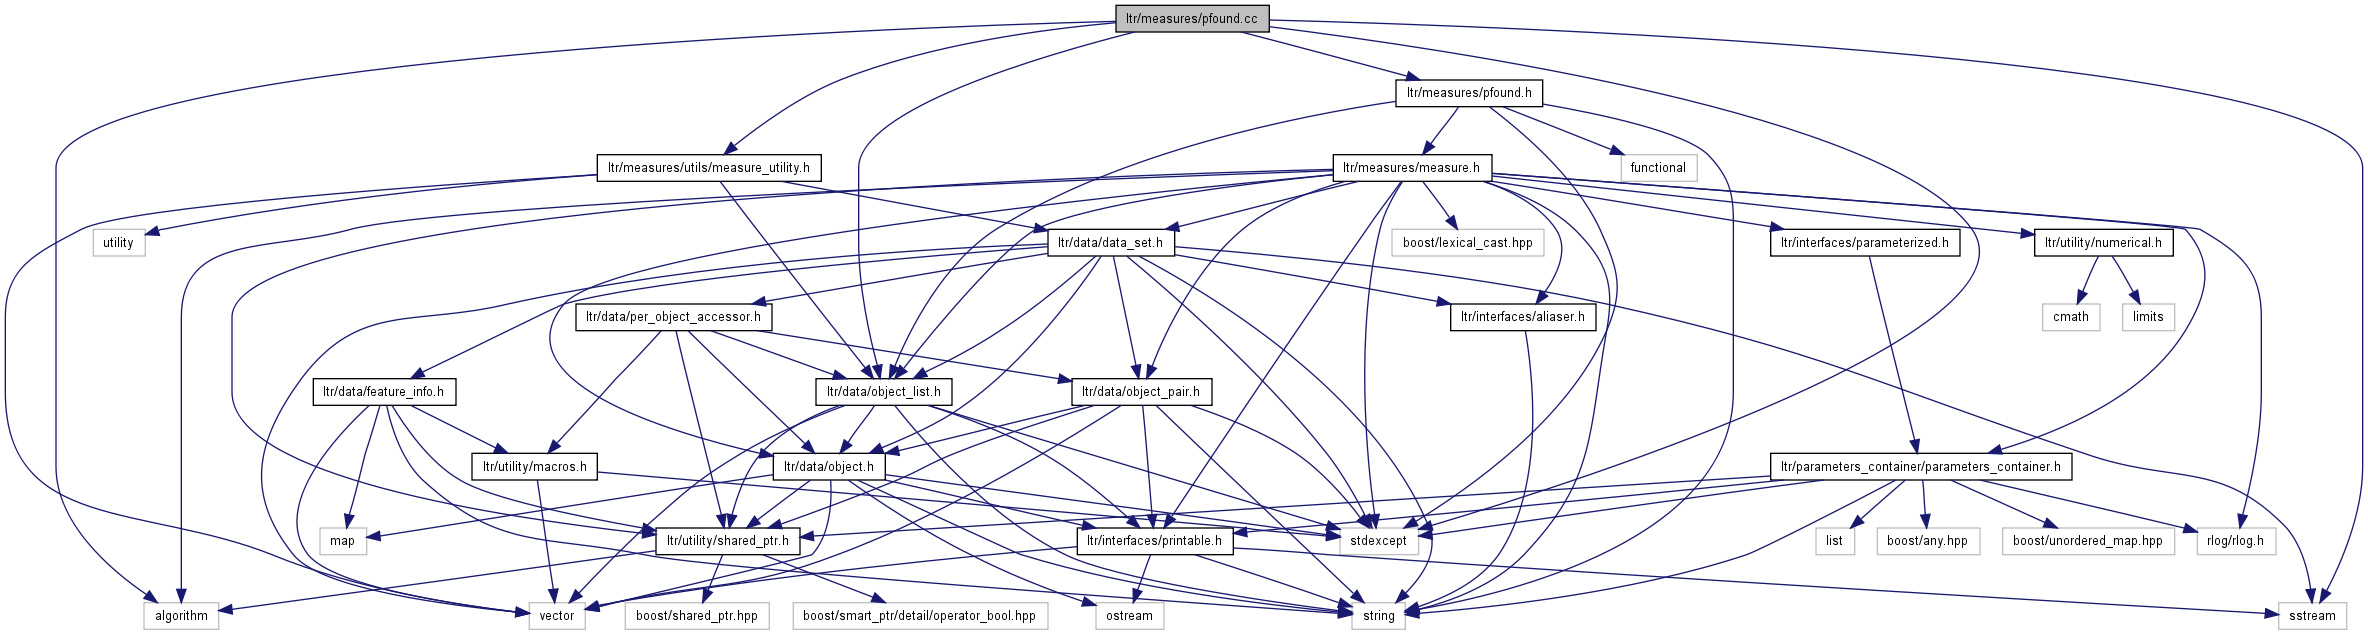 ltr/measures/pfound.cc
ltr/measures/pfound.h
ltr/measures/utils/measure_utility.h
ltr/measures/measure.h
functional
utility
ltr/data/data_set.h
boost/lexical_cast.hpp
ltr/interfaces/parameterized.h
ltr/utility/numerical.h
ltr/data/per_object_accessor.h
ltr/interfaces/aliaser.h
cmath
limits
ltr/data/feature_info.h
ltr/data/object_list.h
ltr/data/object_pair.h
ltr/utility/macros.h
ltr/data/object.h
ltr/parameters_container/parameters_container.h
map
ltr/utility/shared_ptr.h
ltr/interfaces/printable.h
stdexcept
list
boost/any.hpp
boost/unordered_map.hpp
rlog/rlog.h
algorithm
vector
boost/shared_ptr.hpp
boost/smart_ptr/detail/operator_bool.hpp
ostream
string
sstream